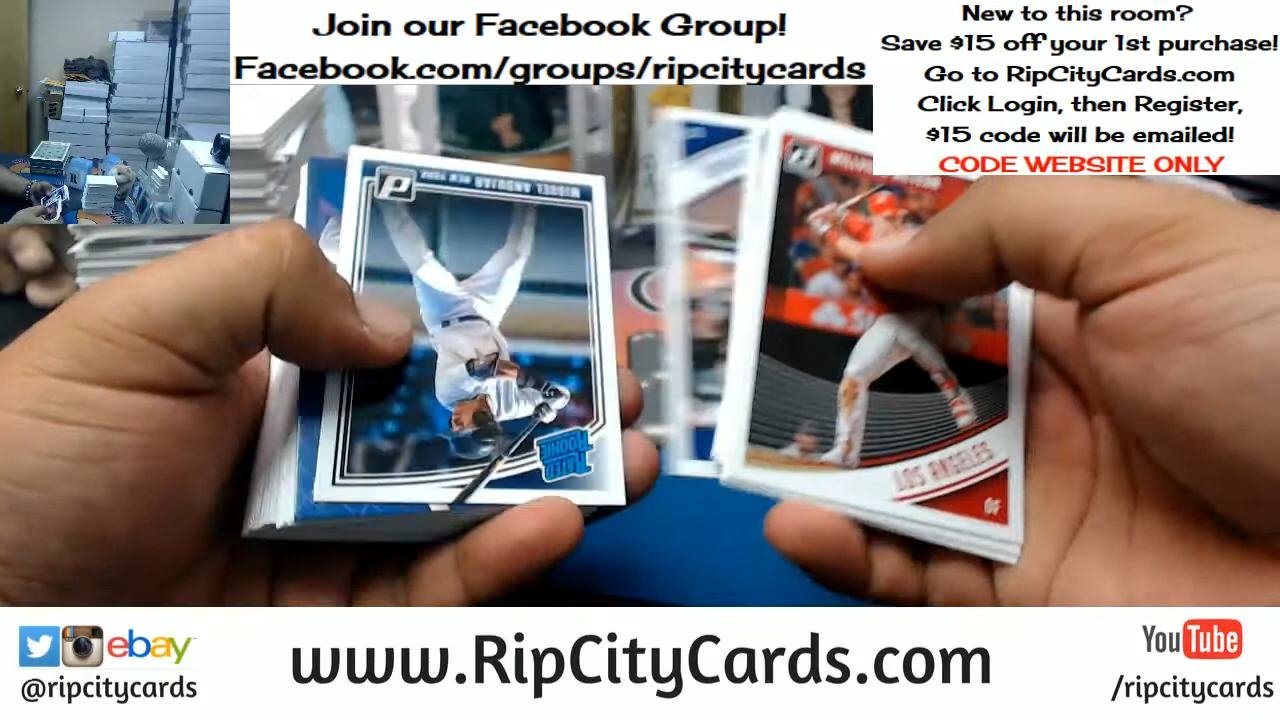 Join our Facebook Group!
Facebook.com/groups/ripcitycards
New to this room?
Save $15 off your 1st purchase!
Go to RipCityCards.com
Click Login, then Register,
$15 code will be emailed!
CODE WEBSITE ONLY
MIGUEL ANDUJAR NEW YORK
RATED ROOKIE
LOS ANGELES
OF
ebay
@ripcitycards
www.RipCityCards.com
YouTube
/ripcitycards